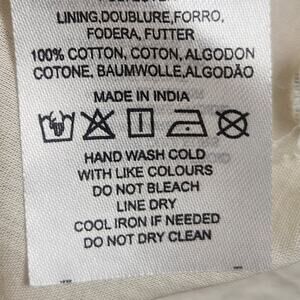 LINING,DOUBLURE,FORRO,
FODERA, FUTTER
100% COTTON, COTON, ALGODON
COTONE, BAUMWOLLE,ALGODÃO
MADE IN INDIA
HAND WASH COLD
WITH LIKE COLOURS
DO NOT BLEACH
LINE DRY
COOL IRON IF NEEDED
DO NOT DRY CLEAN